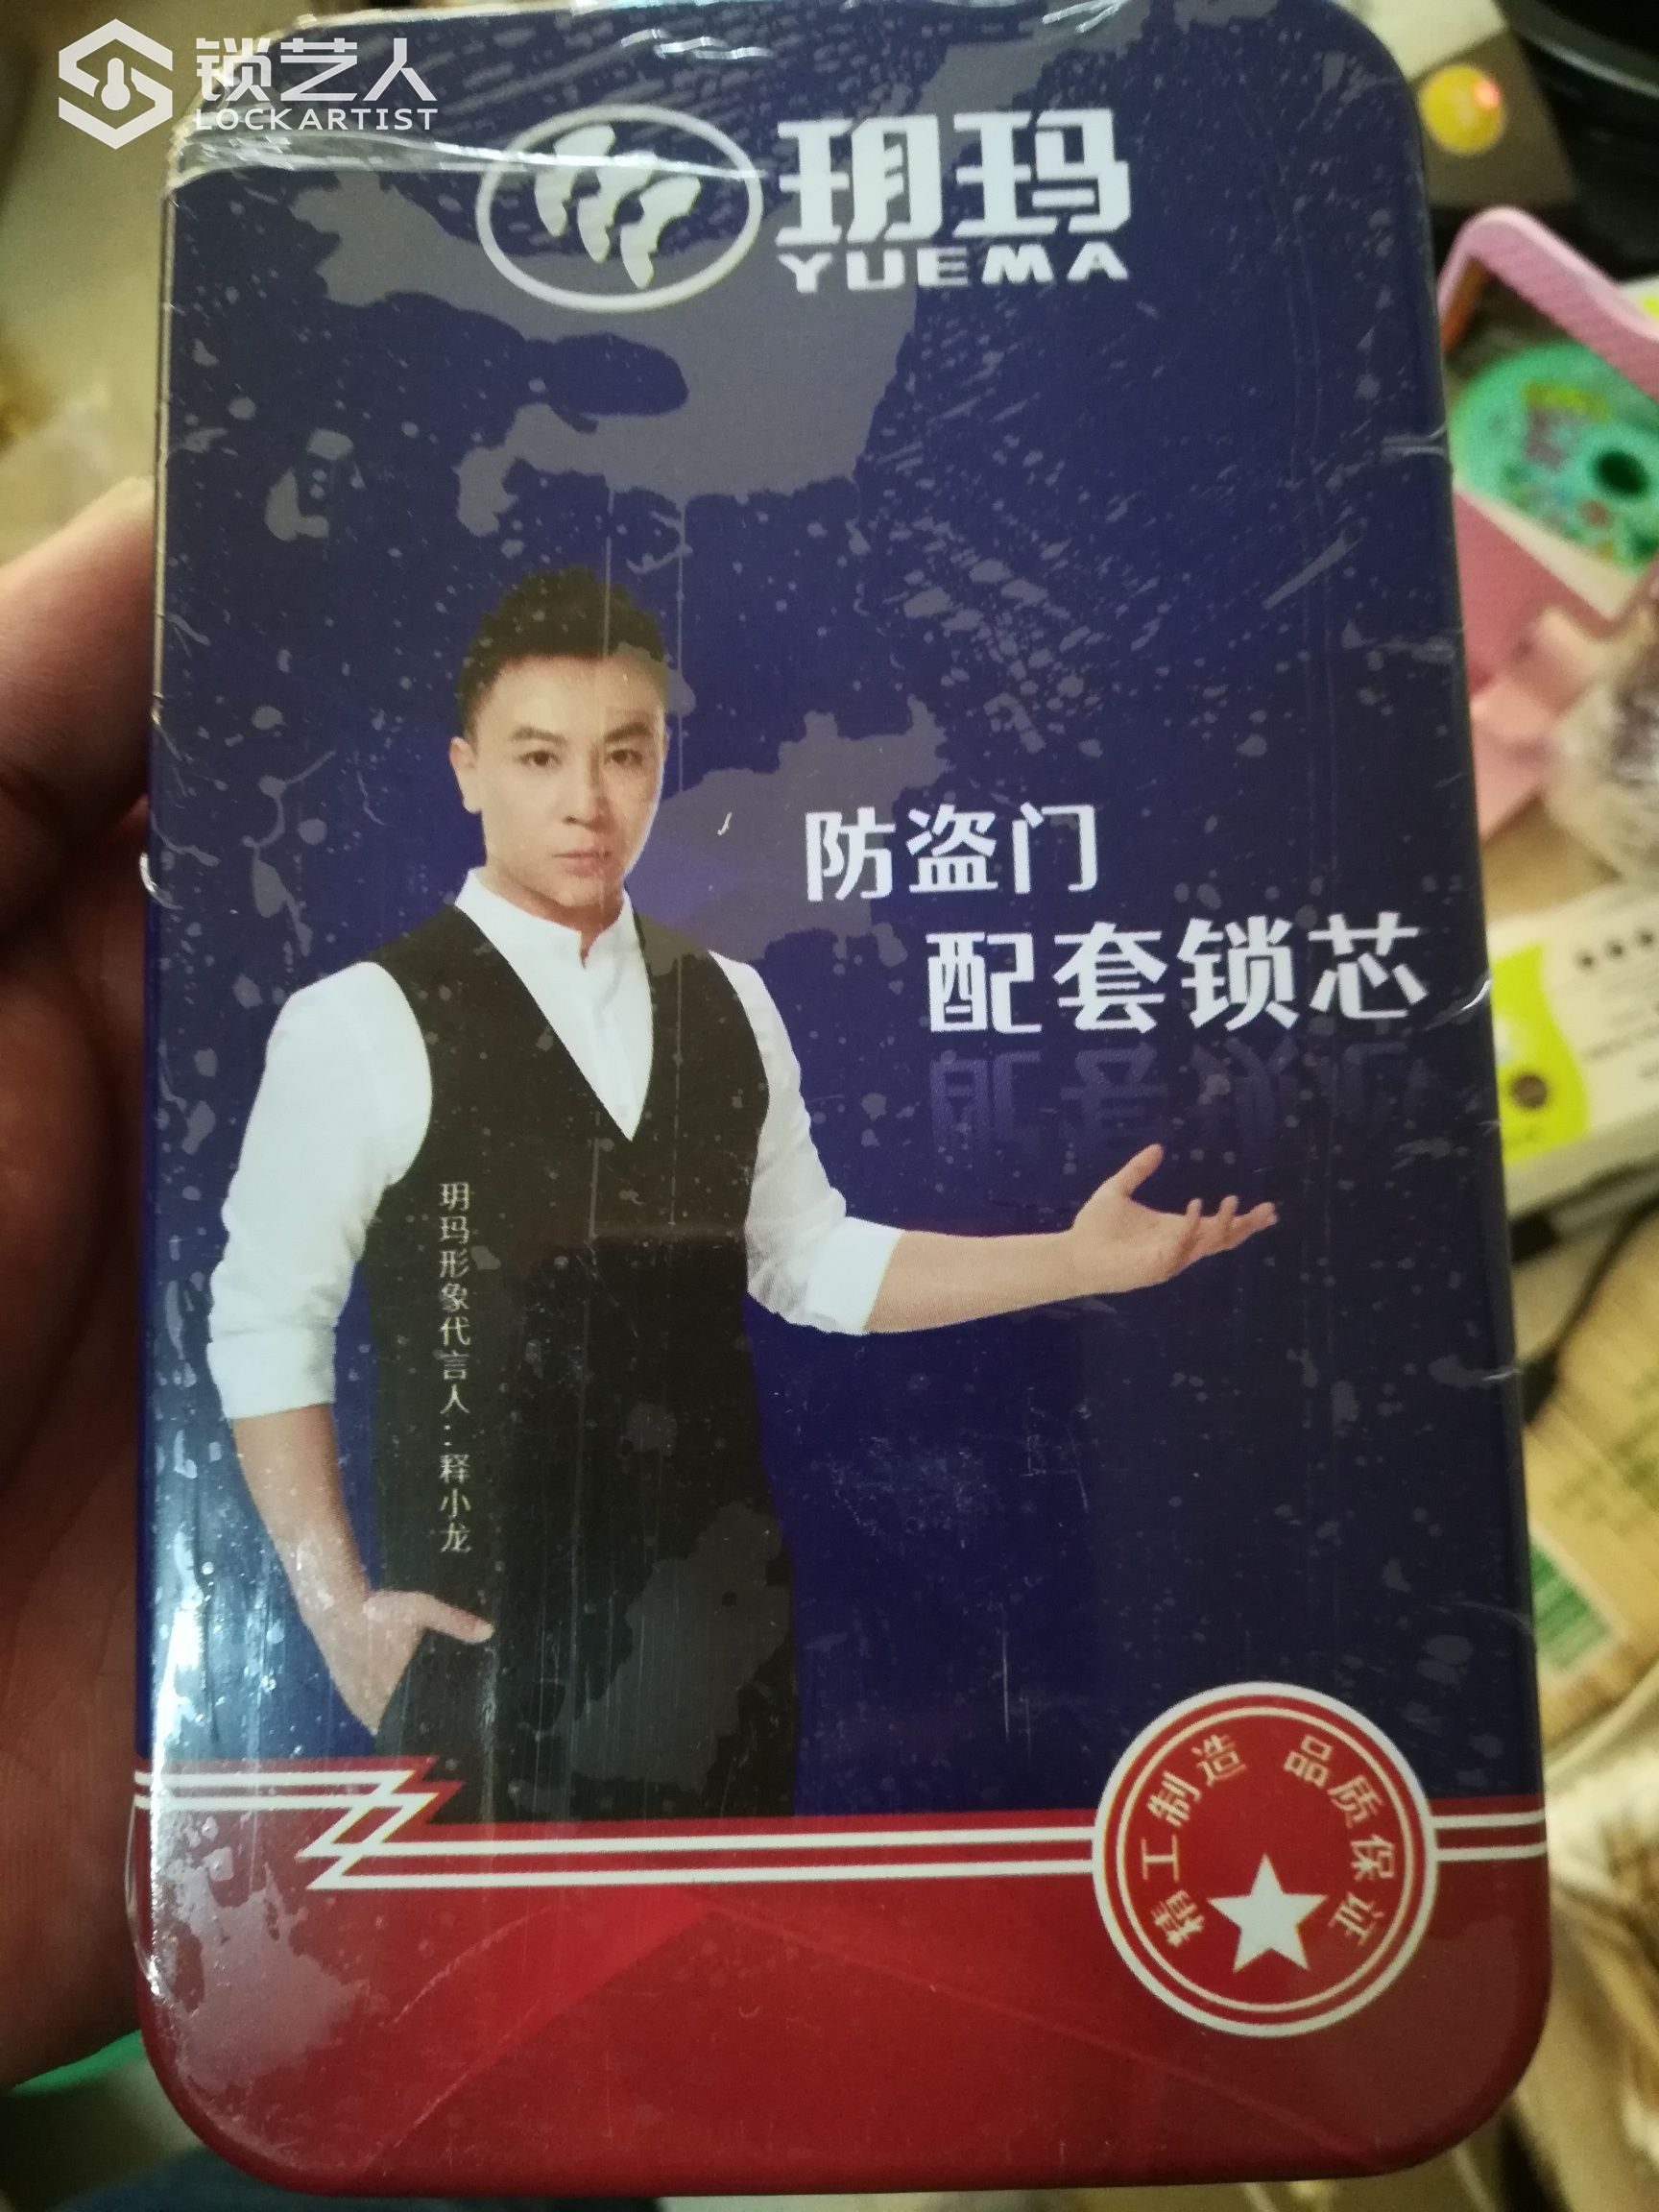 锁艺人
LOCKARTIST
玥玛
YUEMA
防盗门
配套锁芯
玥玛形象代言人：释小龙
精工制造 品质保证